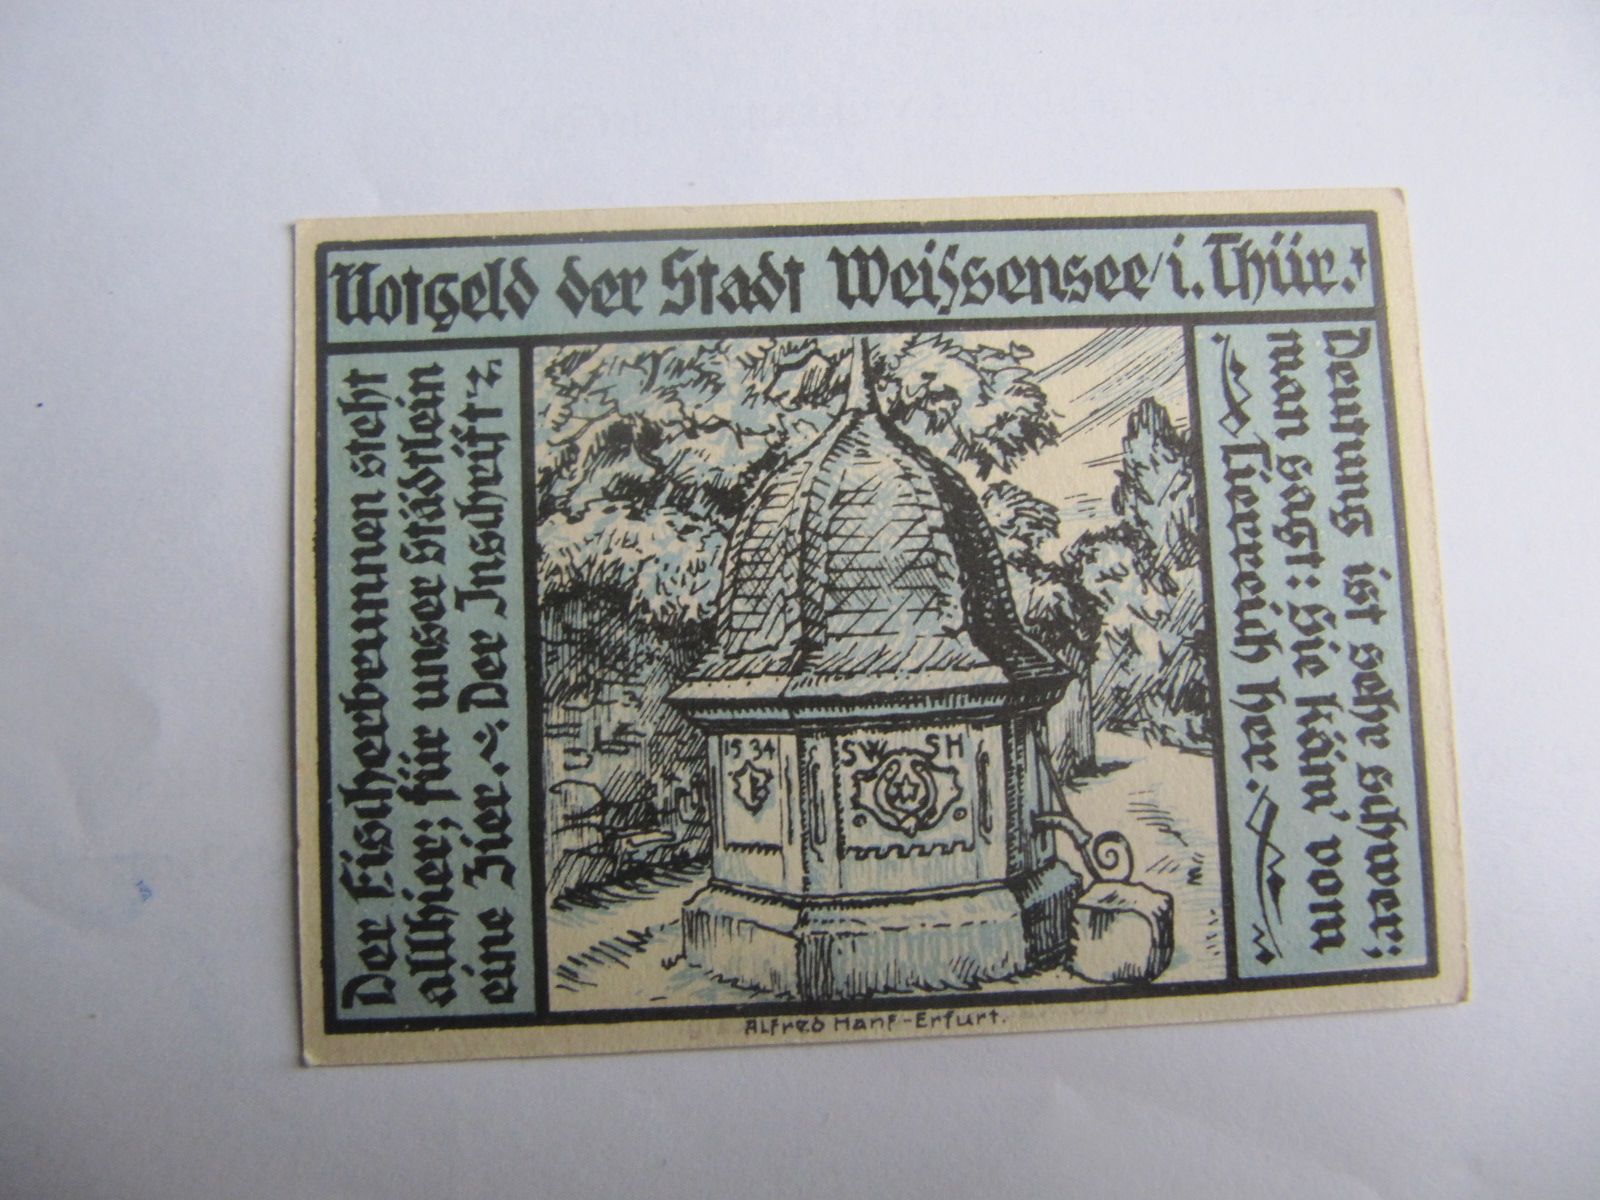 Notgeld der Stadt Weißsensee i. Thür.
Der Fischerbrunnen steht
allhier; für unser Städtlein
eine Zier. Der Inschrift
Deutung ist sehr schwer;
man sagt: Sie käm' vom
Tierreich her.
1534
SW SH
Alfred Hanf-Erfurt.